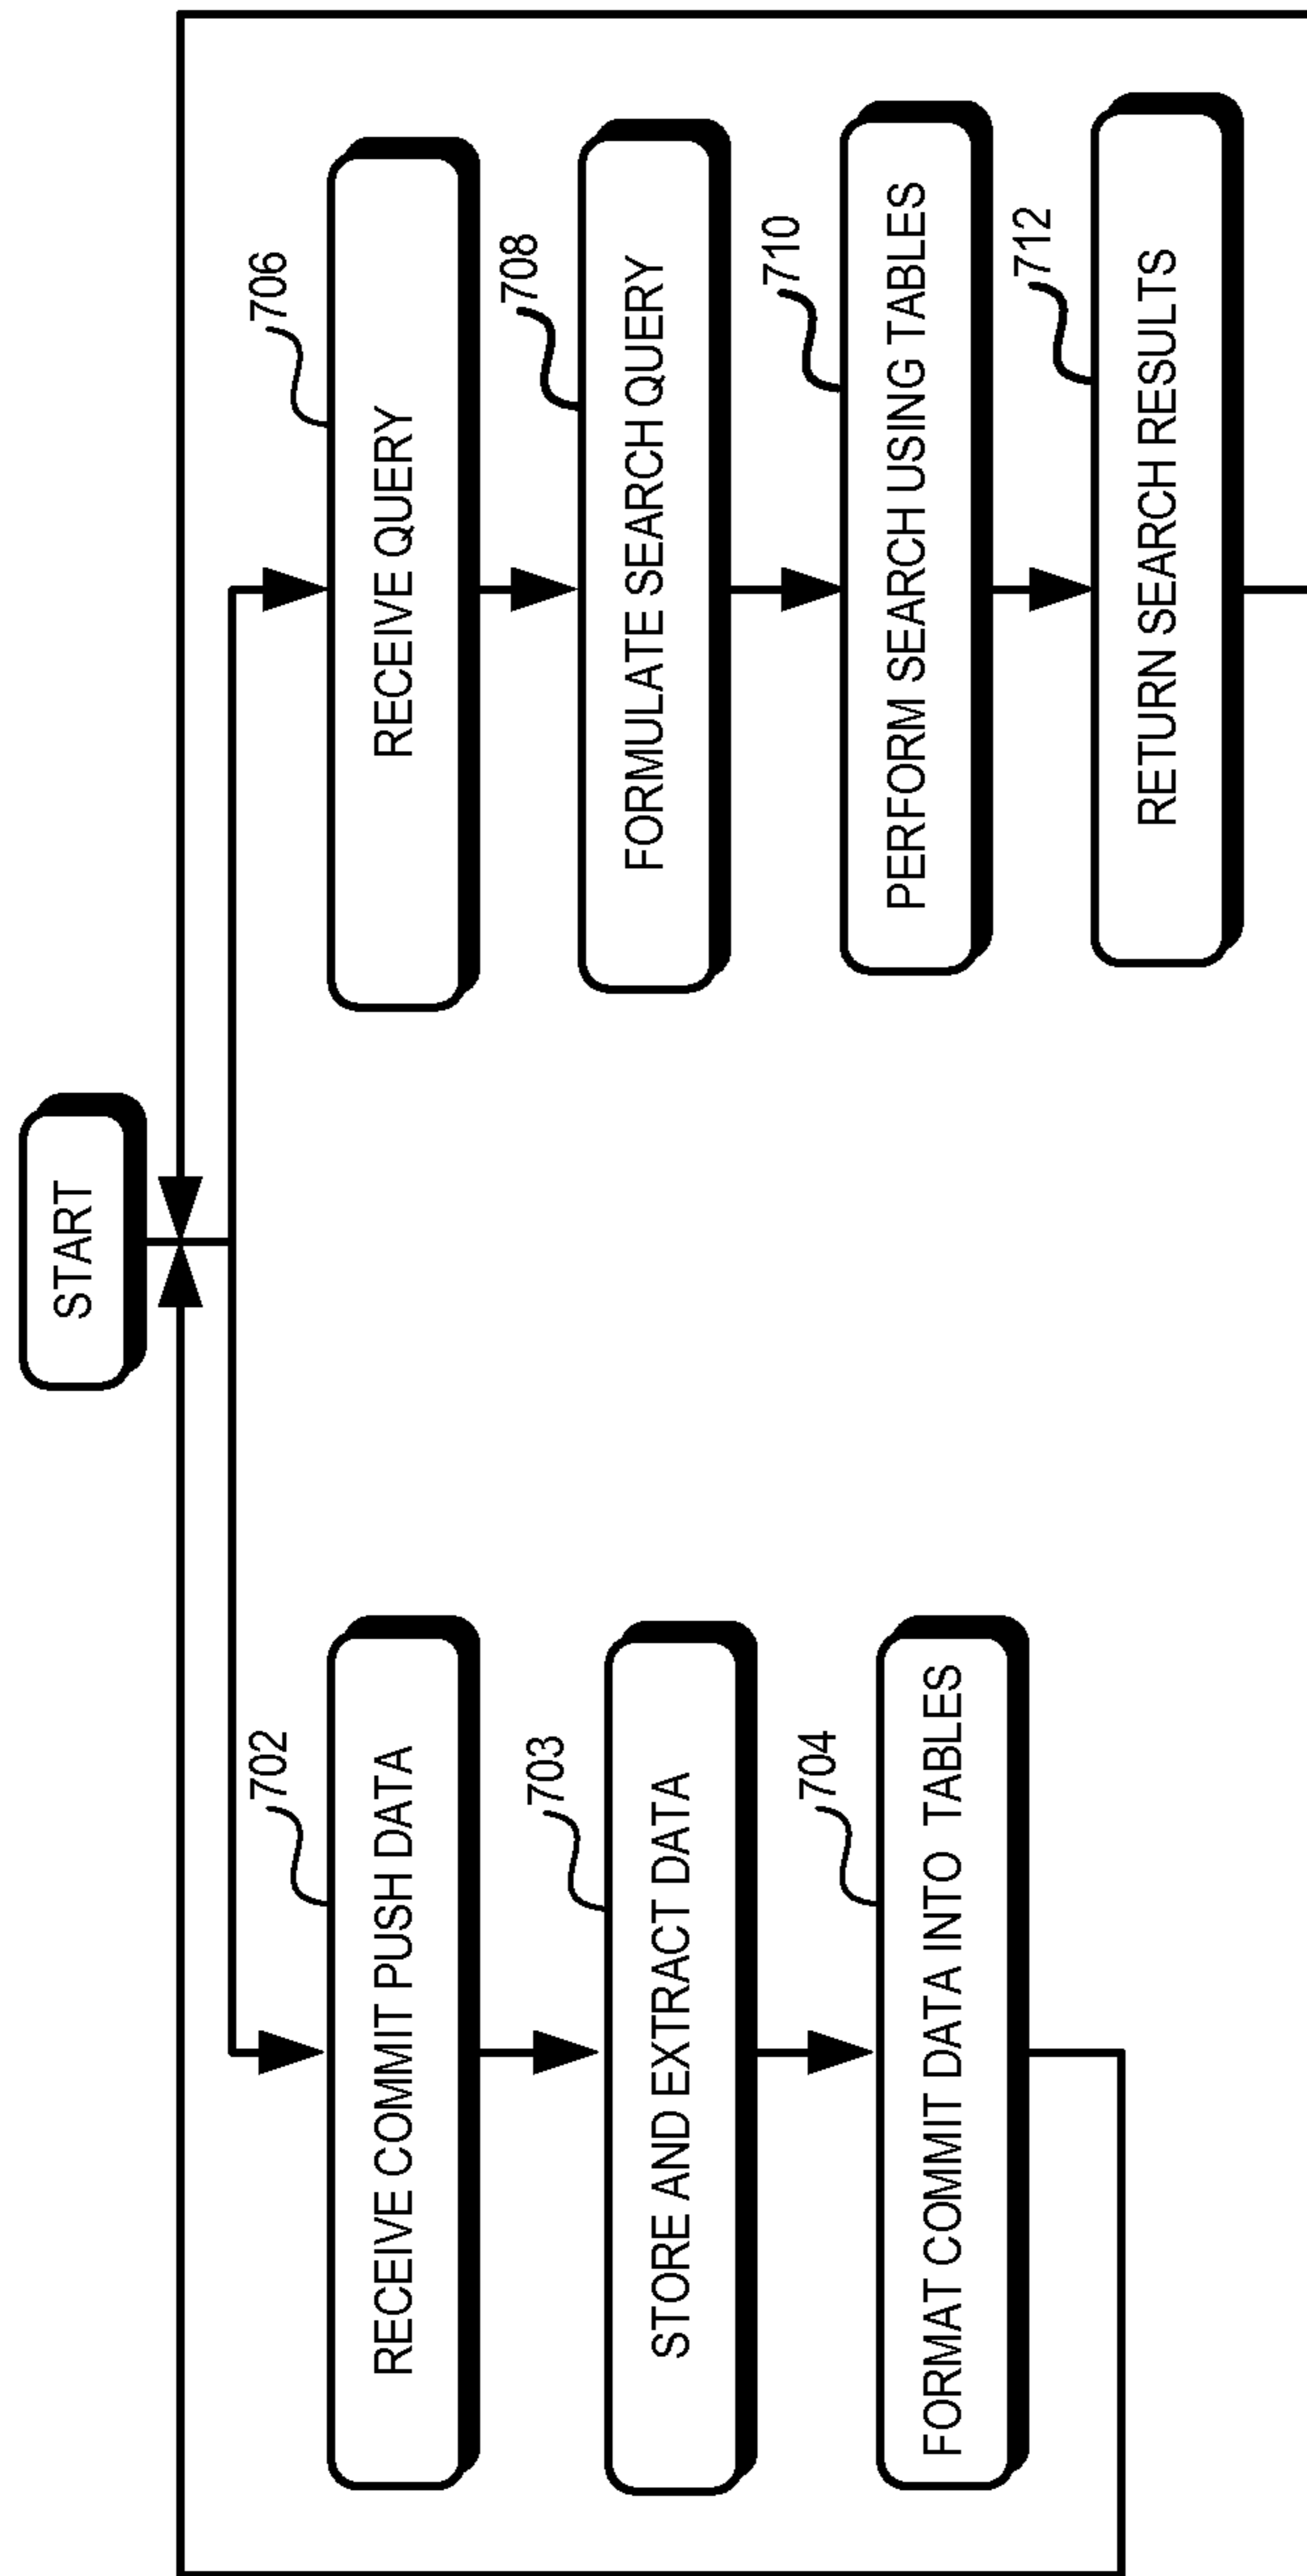 START
702
RECEIVE COMMIT PUSH DATA
703
STORE AND EXTRACT DATA
704
FORMAT COMMIT DATA INTO TABLES
706
RECEIVE QUERY
708
FORMULATE SEARCH QUERY
710
PERFORM SEARCH USING TABLES
712
RETURN SEARCH RESULTS